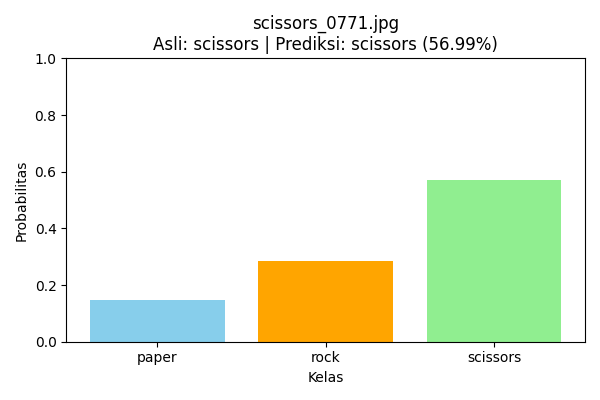 scissors_0771.jpg
Asli: scissors | Prediksi: scissors (56.99%)
Probabilitas
1.0
0.8
0.6
0.4
0.2
0.0
paper rock scissors
Kelas